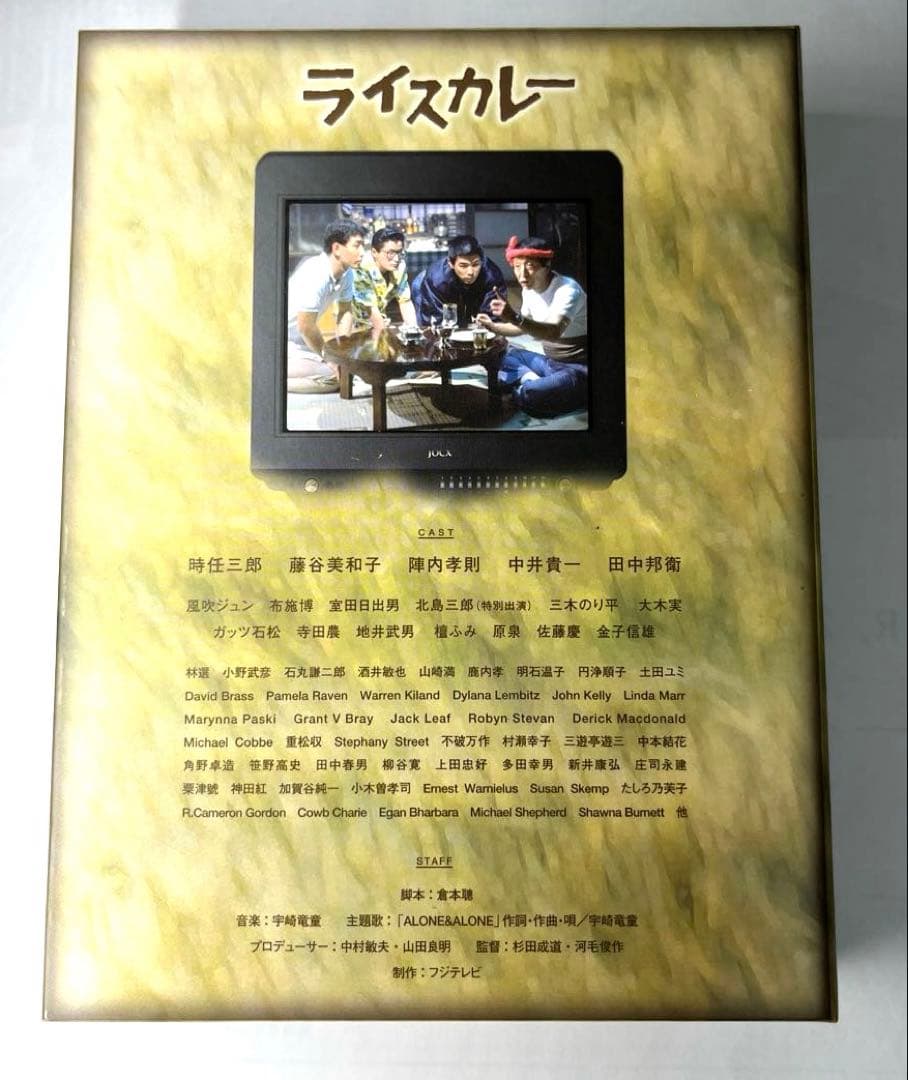 ライスカレー
JOCX
CAST
時任三郎 藤谷美和子 陣内孝則 中井貴一 田中邦衛
風吹ジュン 布施博 室田日出男 北島三郎(特別出演) 三木のり平 大木実
ガッツ石松 寺田農 地井武男 檀ふみ 原泉 佐藤慶 金子信雄
林選 小野武彦 石丸謙二郎 酒井敏也 山崎満 鹿内孝 明石温子 円浄順子 土田ユミ
David Brass Pamela Raven Warren Kiland Dylana Lembitz John Kelly Linda Marr
Marynna Paski Grant V Bray Jack Leaf Robyn Stevan Derick Macdonald
Michael Cobbe 重松収 Stephany Street 不破万作 村瀬幸子 三遊亭遊三 中本結花
角野卓造 笹野高史 田中春男 柳谷寛 上田忠好 多田幸男 新井康弘 庄司永建
粟津號 神田紅 加賀谷純一 小木曽孝司 Ernest Warnielus Susan Skemp たしろ乃芙子
R.Cameron Gordon Cowb Charie Egan Bharbara Michael Shepherd Shawna Burnett 他
STAFF
脚本：倉本聰
音楽：宇崎竜童 主題歌：「ALONE&ALONE」作詞・作曲・唄／宇崎竜童
プロデューサー：中村敏夫・山田良明 監督：杉田成道・河毛俊作
制作：フジテレビ